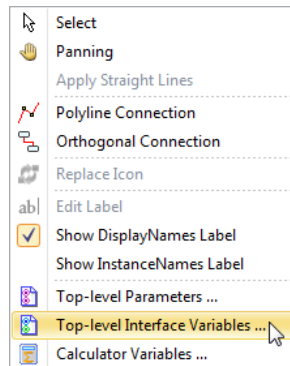 Select
Panning
Apply Straight Lines
Polyline Connection
Orthogonal Connection
Replace Icon
ab| Edit Label
Show DisplayNames Label
Show InstanceNames Label
Top-level Parameters ...
Top-level Interface Variables ...
Calculator Variables ...